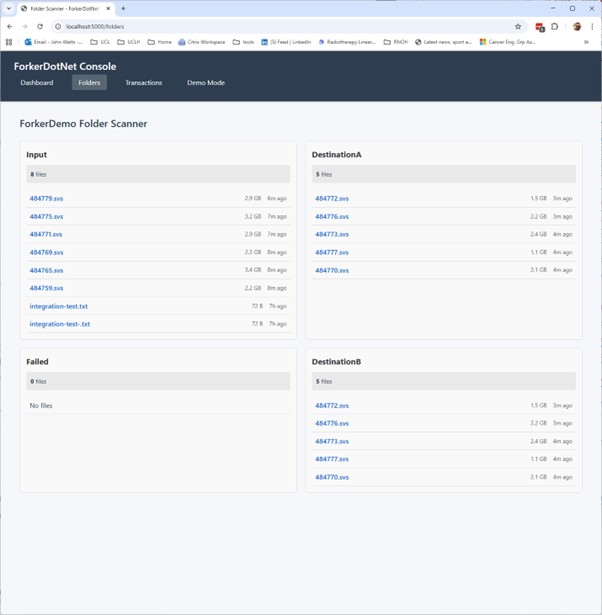 Folder Scanner - ForkerDotNet
localhost:5000/folders
Email - John Watts -... UCL UCLH Home Citrix Workspace tools (5) Feed | LinkedIn Radiotherapy Linear... RNOH Latest news, sport a... Cancer Eng. Grp As...
ForkerDotNet Console
Dashboard Folders Transactions Demo Mode
ForkerDemo Folder Scanner
Input
8 files
484779.svs 2.9 GB 6m ago
484775.svs 3.2 GB 7m ago
484771.svs 2.9 GB 7m ago
484769.svs 2.3 GB 8m ago
484765.svs 3.4 GB 8m ago
484759.svs 2.2 GB 8m ago
integration-test.txt 72 B 7h ago
integration-test-.txt 72 B 7h ago
DestinationA
5 files
484772.svs 1.5 GB 3m ago
484776.svs 2.2 GB 3m ago
484773.svs 2.4 GB 4m ago
484777.svs 1.1 GB 4m ago
484770.svs 2.1 GB 4m ago
Failed
0 files
No files
DestinationB
5 files
484772.svs 1.5 GB 3m ago
484776.svs 2.2 GB 3m ago
484773.svs 2.4 GB 4m ago
484777.svs 1.1 GB 4m ago
484770.svs 2.1 GB 4m ago